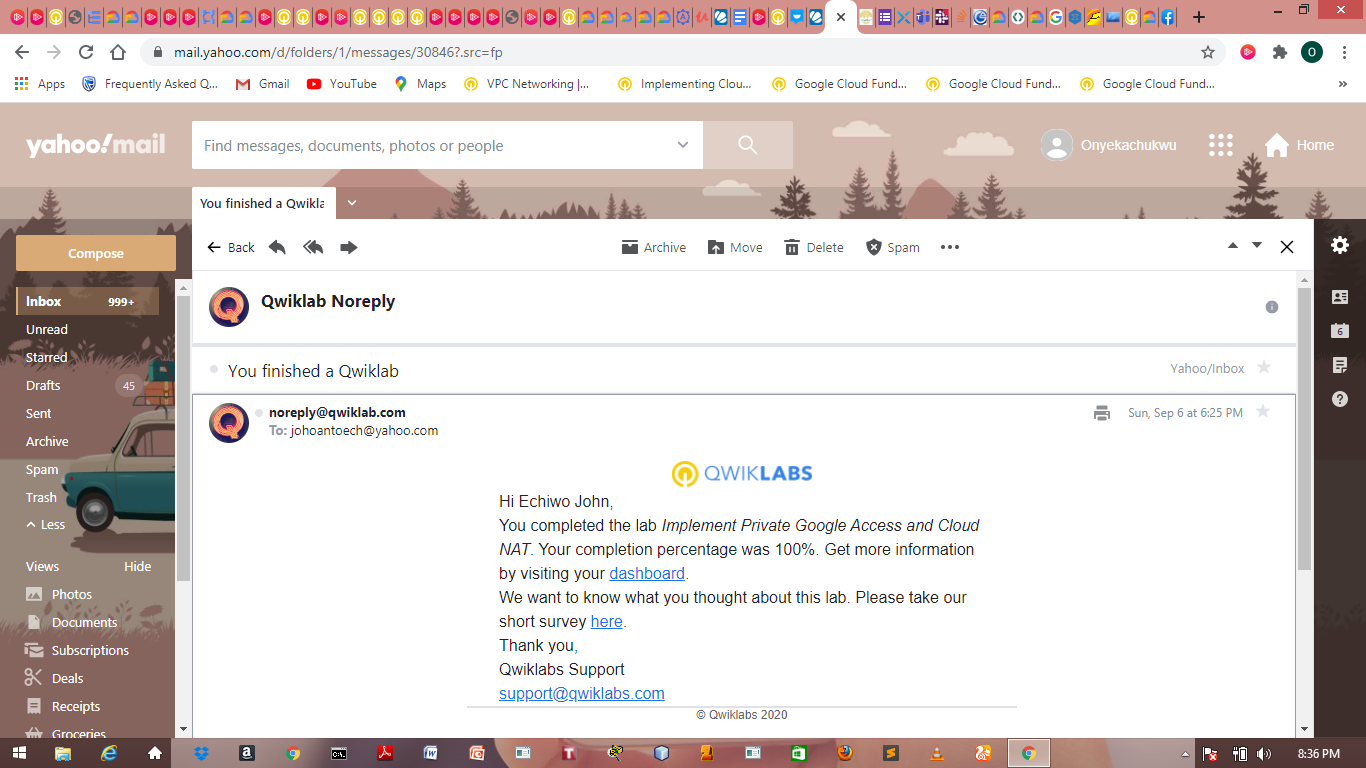 mail.yahoo.com/d/folders/1/messages/30846?.src=fp
Apps
Frequently Asked Q...
Gmail
YouTube
Maps
VPC Networking |...
Implementing Clou...
Google Cloud Fund...
Google Cloud Fund...
Google Cloud Fund...
yahoo!mail
Find messages, documents, photos or people
Onyekachukwu
Home
You finished a Qwikla
Compose
Back
Archive
Move
Delete
Spam
Inbox 999+
Unread
Starred
Drafts 45
Sent
Archive
Spam
Trash
Less
Views Hide
Photos
Documents
Subscriptions
Deals
Receipts
Groceries
Qwiklab Noreply
You finished a Qwiklab
Yahoo/Inbox
noreply@qwiklab.com
Sun, Sep 6 at 6:25 PM
To: johoantoech@yahoo.com
QWIKLABS
Hi Echiwo John,
You completed the lab Implement Private Google Access and Cloud
NAT. Your completion percentage was 100%. Get more information
by visiting your dashboard.
We want to know what you thought about this lab. Please take our
short survey here.
Thank you,
Qwiklabs Support
support@qwiklabs.com
© Qwiklabs 2020
6
8:36 PM